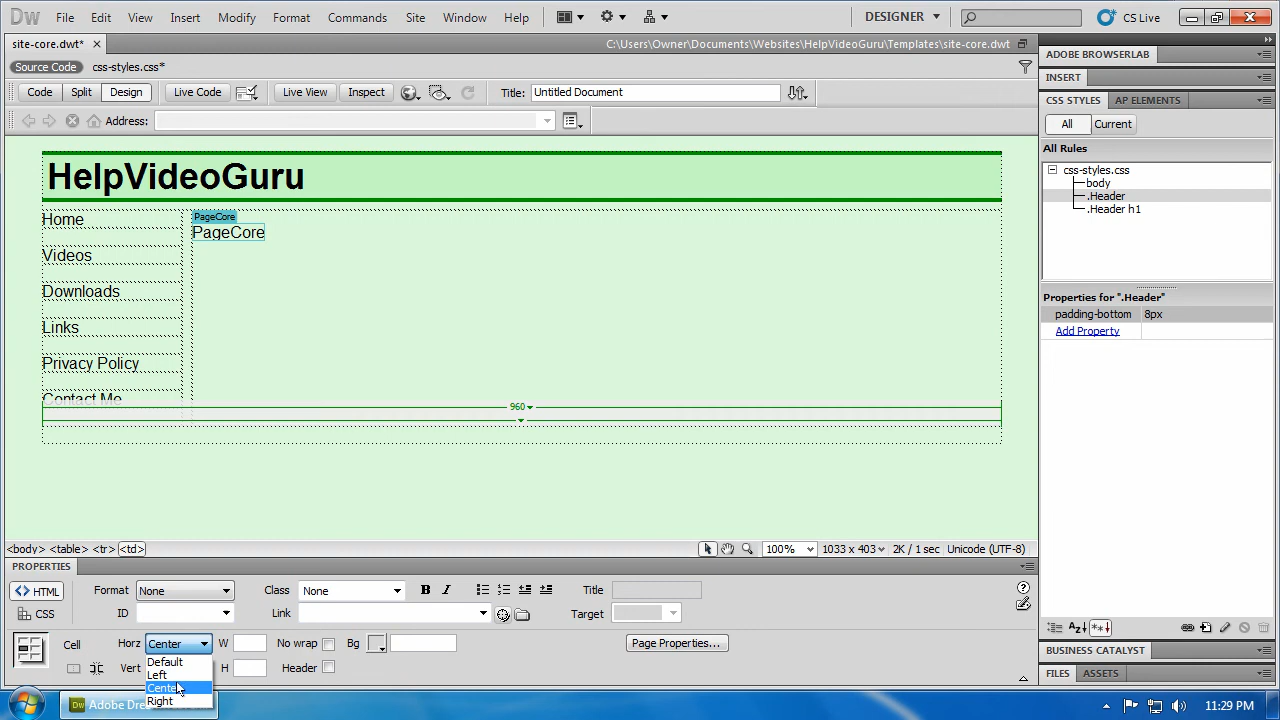 Dw File Edit View Insert Modify Format Commands Site Window Help DESIGNER CS Live
site-core.dwt* C:\Users\Owner\Documents\Websites\HelpVideoGuru\Templates\site-core.dwt
Source Code css-styles.css*
Code Split Design Live Code Live View Inspect Title: Untitled Document
Address:
HelpVideoGuru
Home
Videos
Downloads
Links
Privacy Policy
Contact Me
PageCore
PageCore
960
<body> <table> <tr> <td> 100% 1033 x 403 2K / 1 sec Unicode (UTF-8)
PROPERTIES
<> HTML Format None Class None B I Title
CSS ID Link Target
Cell Horz Center W No wrap Bg Page Properties...
Vert H Header
Default
Left
Center
Right
ADOBE BROWSERLAB
INSERT
CSS STYLES AP ELEMENTS
All Current
All Rules
css-styles.css
body
.Header
.Header h1
Properties for ".Header"
padding-bottom 8px
Add Property
BUSINESS CATALYST
FILES ASSETS
Dw Adobe 11:29 PM